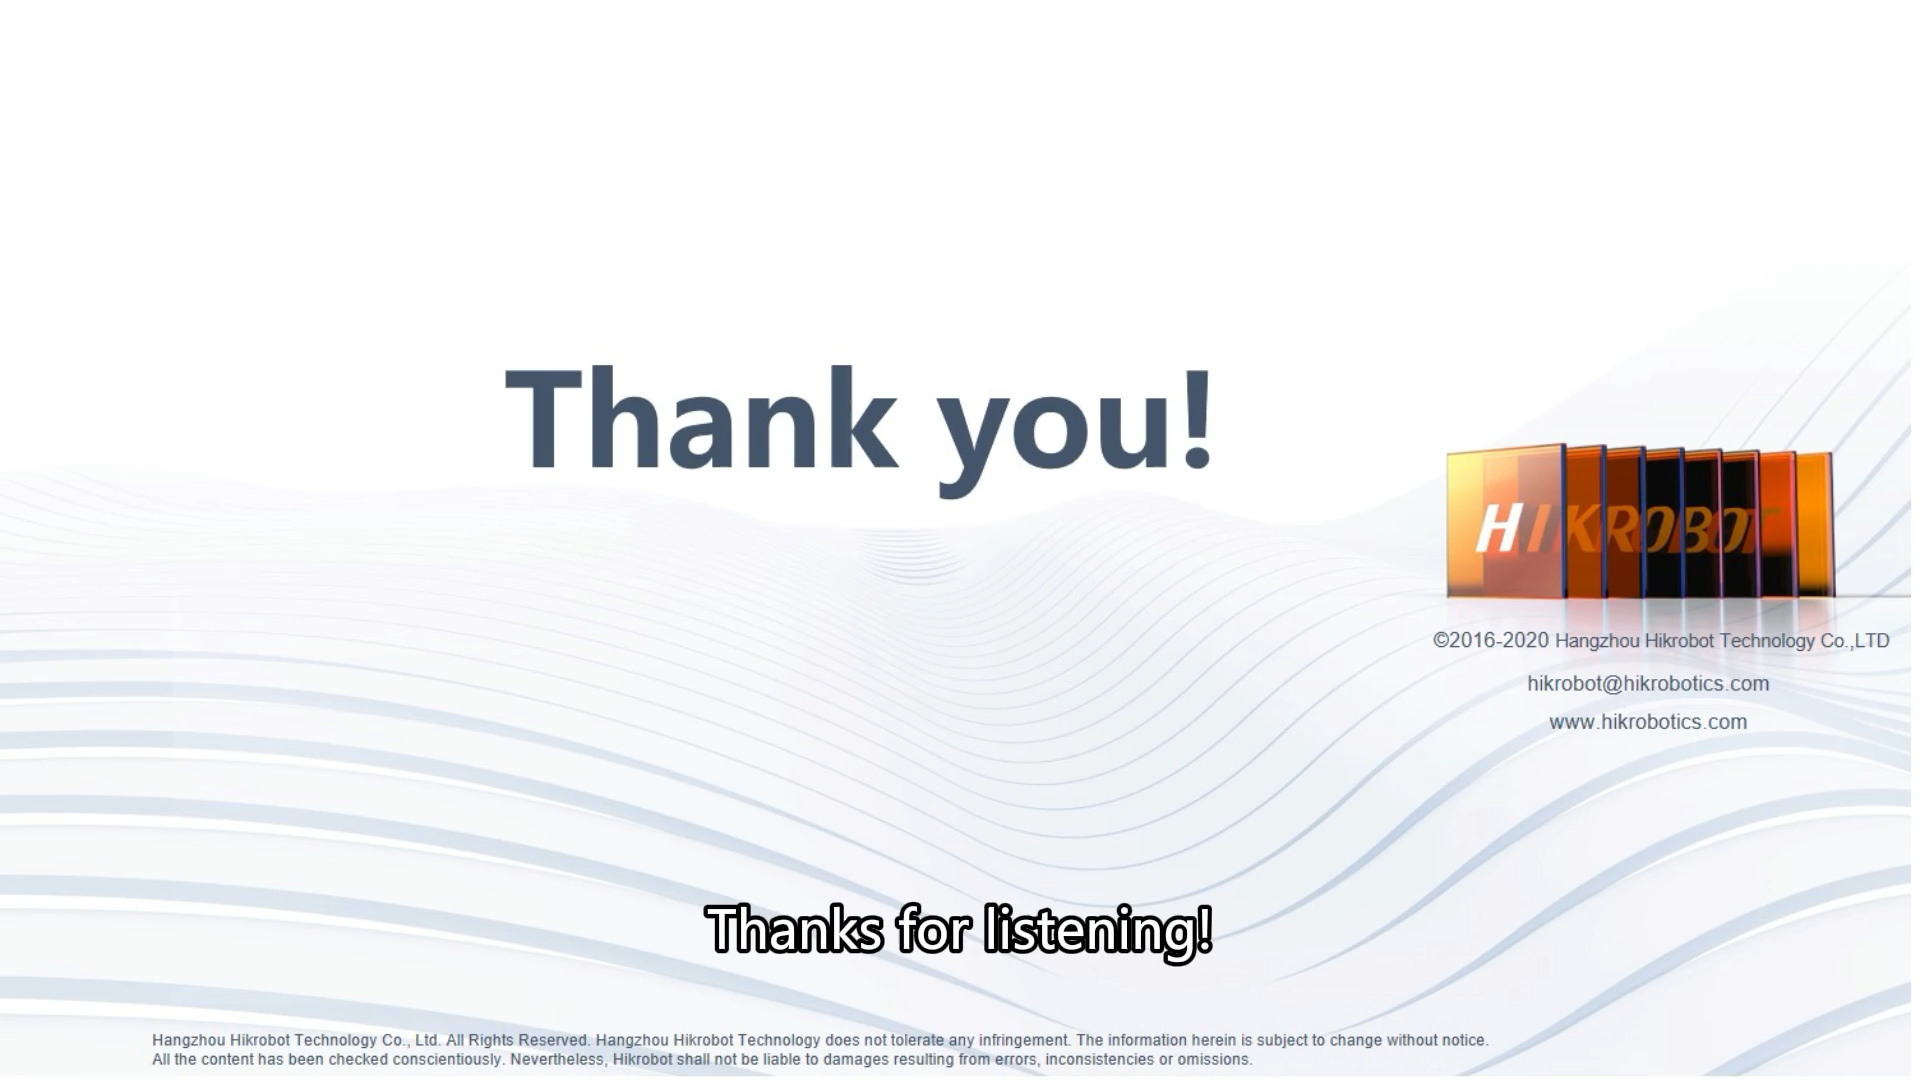 Thank you!
HIKROBOT
©2016-2020 Hangzhou Hikrobot Technology Co.,LTD
hikrobot@hikrobotics.com
www.hikrobotics.com
Thanks for listening!
Hangzhou Hikrobot Technology Co., Ltd. All Rights Reserved. Hangzhou Hikrobot Technology does not tolerate any infringement. The information herein is subject to change without notice.
All the content has been checked conscientiously. Nevertheless, Hikrobot shall not be liable to damages resulting from errors, inconsistencies or omissions.